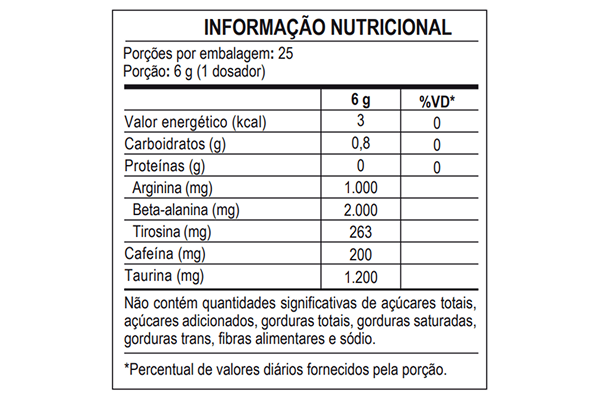 INFORMAÇÃO NUTRICIONAL
Porções por embalagem: 25
Porção: 6 g (1 dosador)
6 g %VD*
Valor energético (kcal) 3 0
Carboidratos (g) 0,8 0
Proteínas (g) 0 0
Arginina (mg) 1.000
Beta-alanina (mg) 2.000
Tirosina (mg) 263
Cafeína (mg) 200
Taurina (mg) 1.200
Não contém quantidades significativas de açúcares totais,
açúcares adicionados, gorduras totais, gorduras saturadas,
gorduras trans, fibras alimentares e sódio.
*Percentual de valores diários fornecidos pela porção.